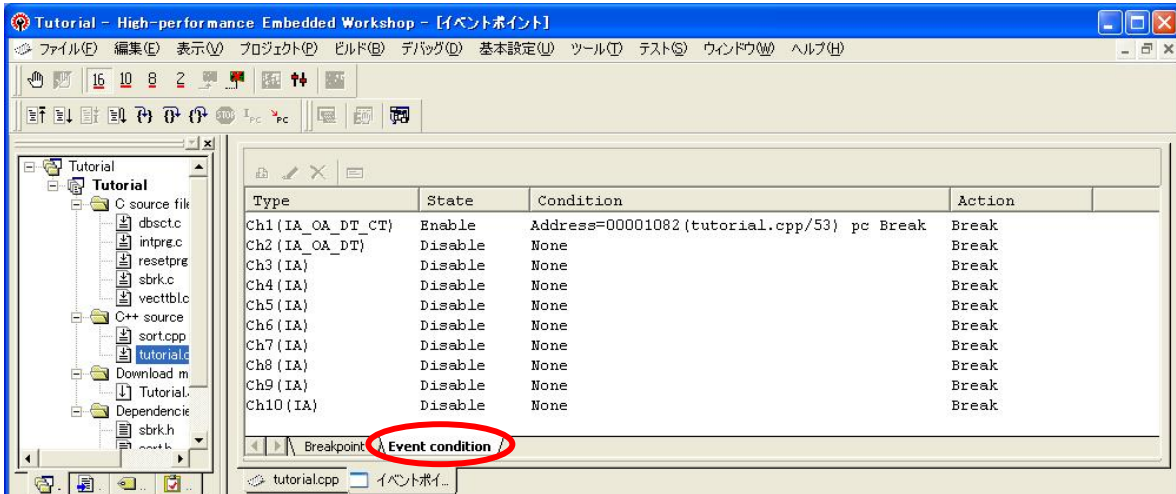 Tutorial - High-performance Embedded Workshop - [イベントポイント]
ファイル(F) 編集(E) 表示(V) プロジェクト(P) ビルド(B) デバッグ(D) 基本設定(U) ツール(T) テスト(S) ウィンドウ(W) ヘルプ(H)
16 10 8 2
STOP PC PC
Tutorial
Tutorial
C source file
dbsct.c
intprg.c
resetprg
sbrk.c
vecttbl.c
C++ source
sort.cpp
tutorial.c
Download m
Tutorial.
Dependencie
sbrk.h
sort.h
Type State Condition Action
Ch1(IA_OA_DT_CT) Enable Address=00001082(tutorial.cpp/53) pc Break Break
Ch2(IA_OA_DT) Disable None Break
Ch3(IA) Disable None Break
Ch4(IA) Disable None Break
Ch5(IA) Disable None Break
Ch6(IA) Disable None Break
Ch7(IA) Disable None Break
Ch8(IA) Disable None Break
Ch9(IA) Disable None Break
Ch10(IA) Disable None Break
Breakpoint Event condition
tutorial.cpp イベントポイ...